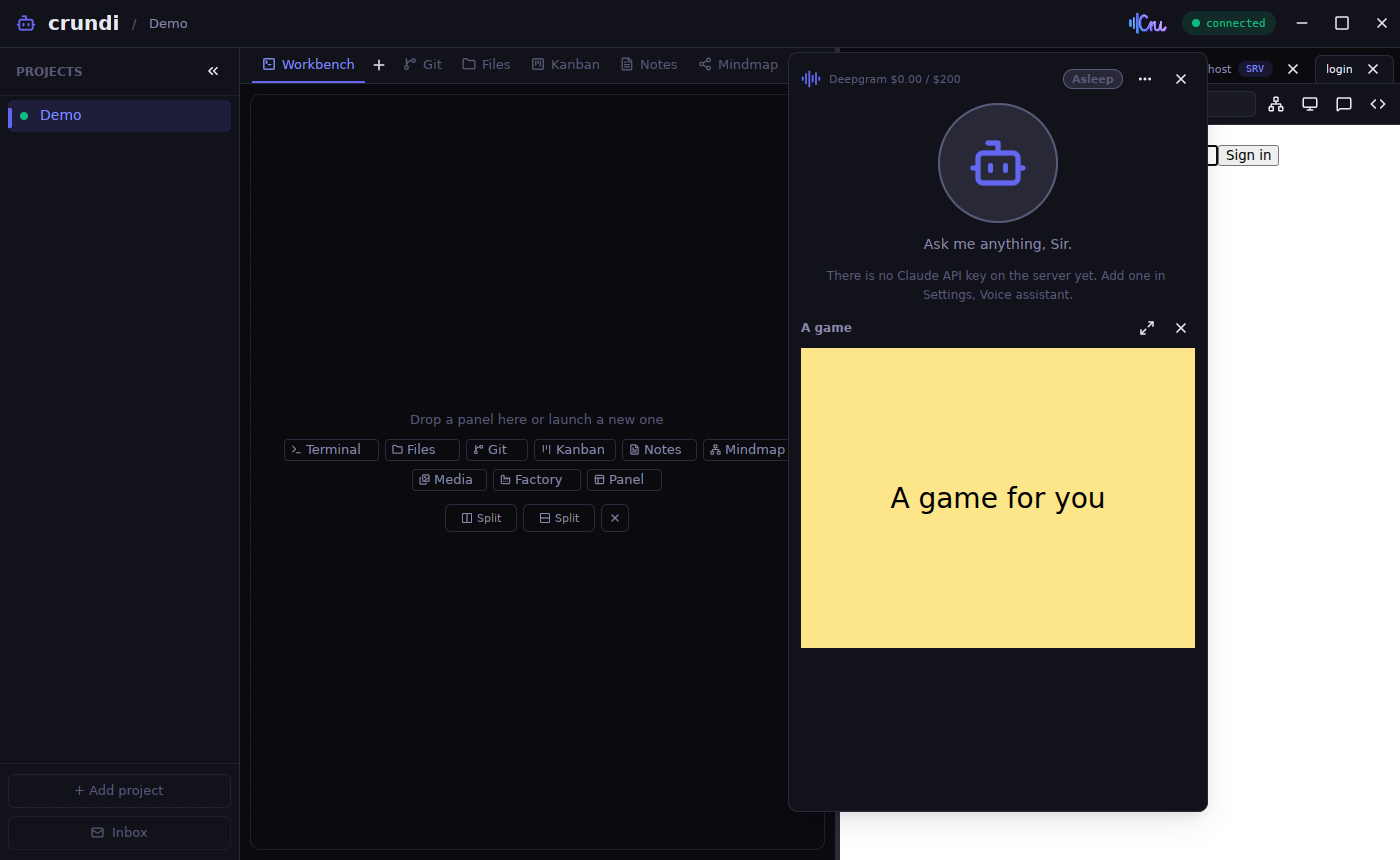 crundi / Demo
Cru
connected
PROJECTS
Demo
+ Add project
Inbox
Workbench
Git
Files
Kanban
Notes
Mindmap
Drop a panel here or launch a new one
Terminal
Files
Git
Kanban
Notes
Mindmap
Media
Factory
Panel
Split
Split
Deepgram $0.00 / $200
Asleep
Ask me anything, Sir.
There is no Claude API key on the server yet. Add one in
Settings, Voice assistant.
A game
A game for you
host
SRV
login
Sign in